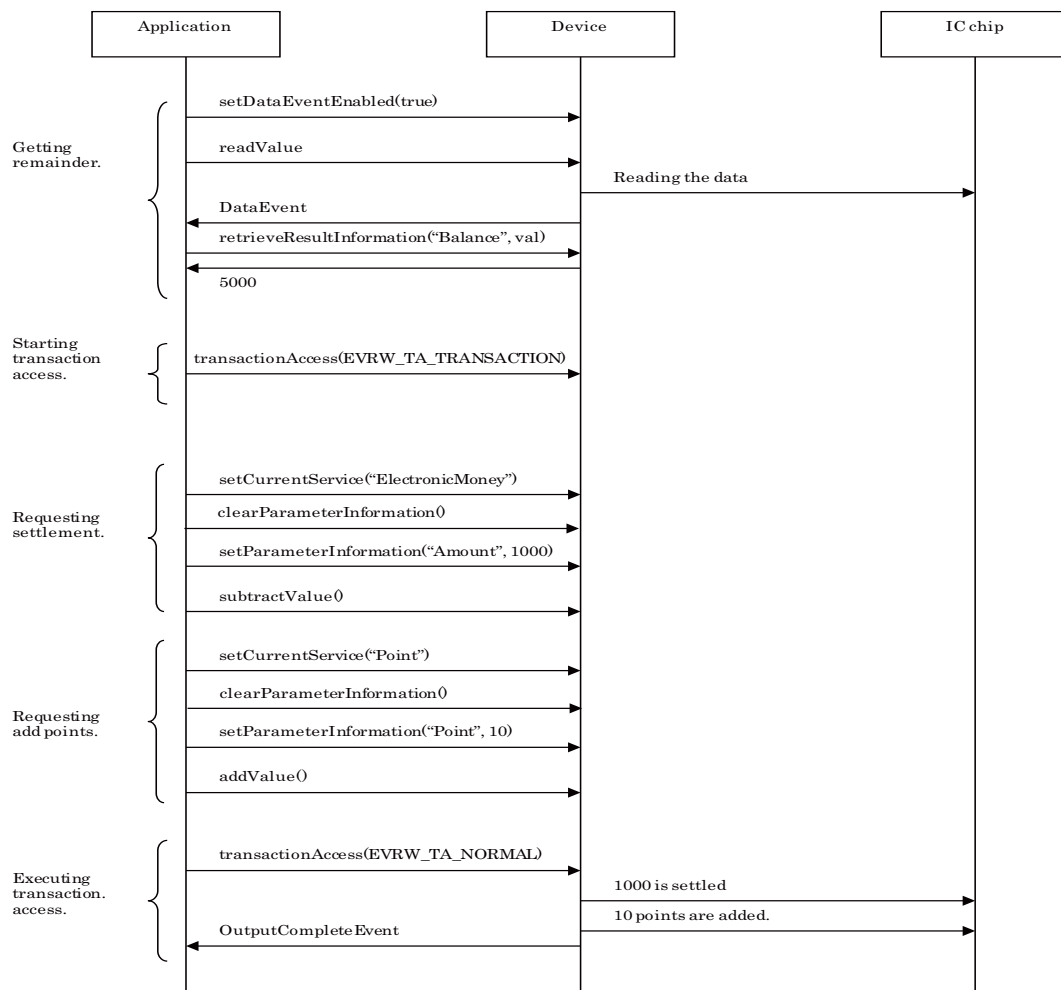 Application
Device
IC chip
setDataEventEnabled(true)
Getting
remainder.
readValue
Reading the data
DataEvent
retrieveResultInformation(“Balance”, val)
5000
Starting
transaction
access.
transactionAccess(EVRW_TA_TRANSACTION)
setCurrentService(“ElectronicMoney”)
Requesting
settlement.
clearParameterInformation()
setParameterInformation(“Amount”, 1000)
subtractValue()
setCurrentService(“Point”)
clearParameterInformation()
Requesting
add points.
setParameterInformation(“Point”, 10)
addValue()
transactionAccess(EVRW_TA_NORMAL)
Executing
transaction.
access.
1000 is settled
10 points are added.
OutputCompleteEvent